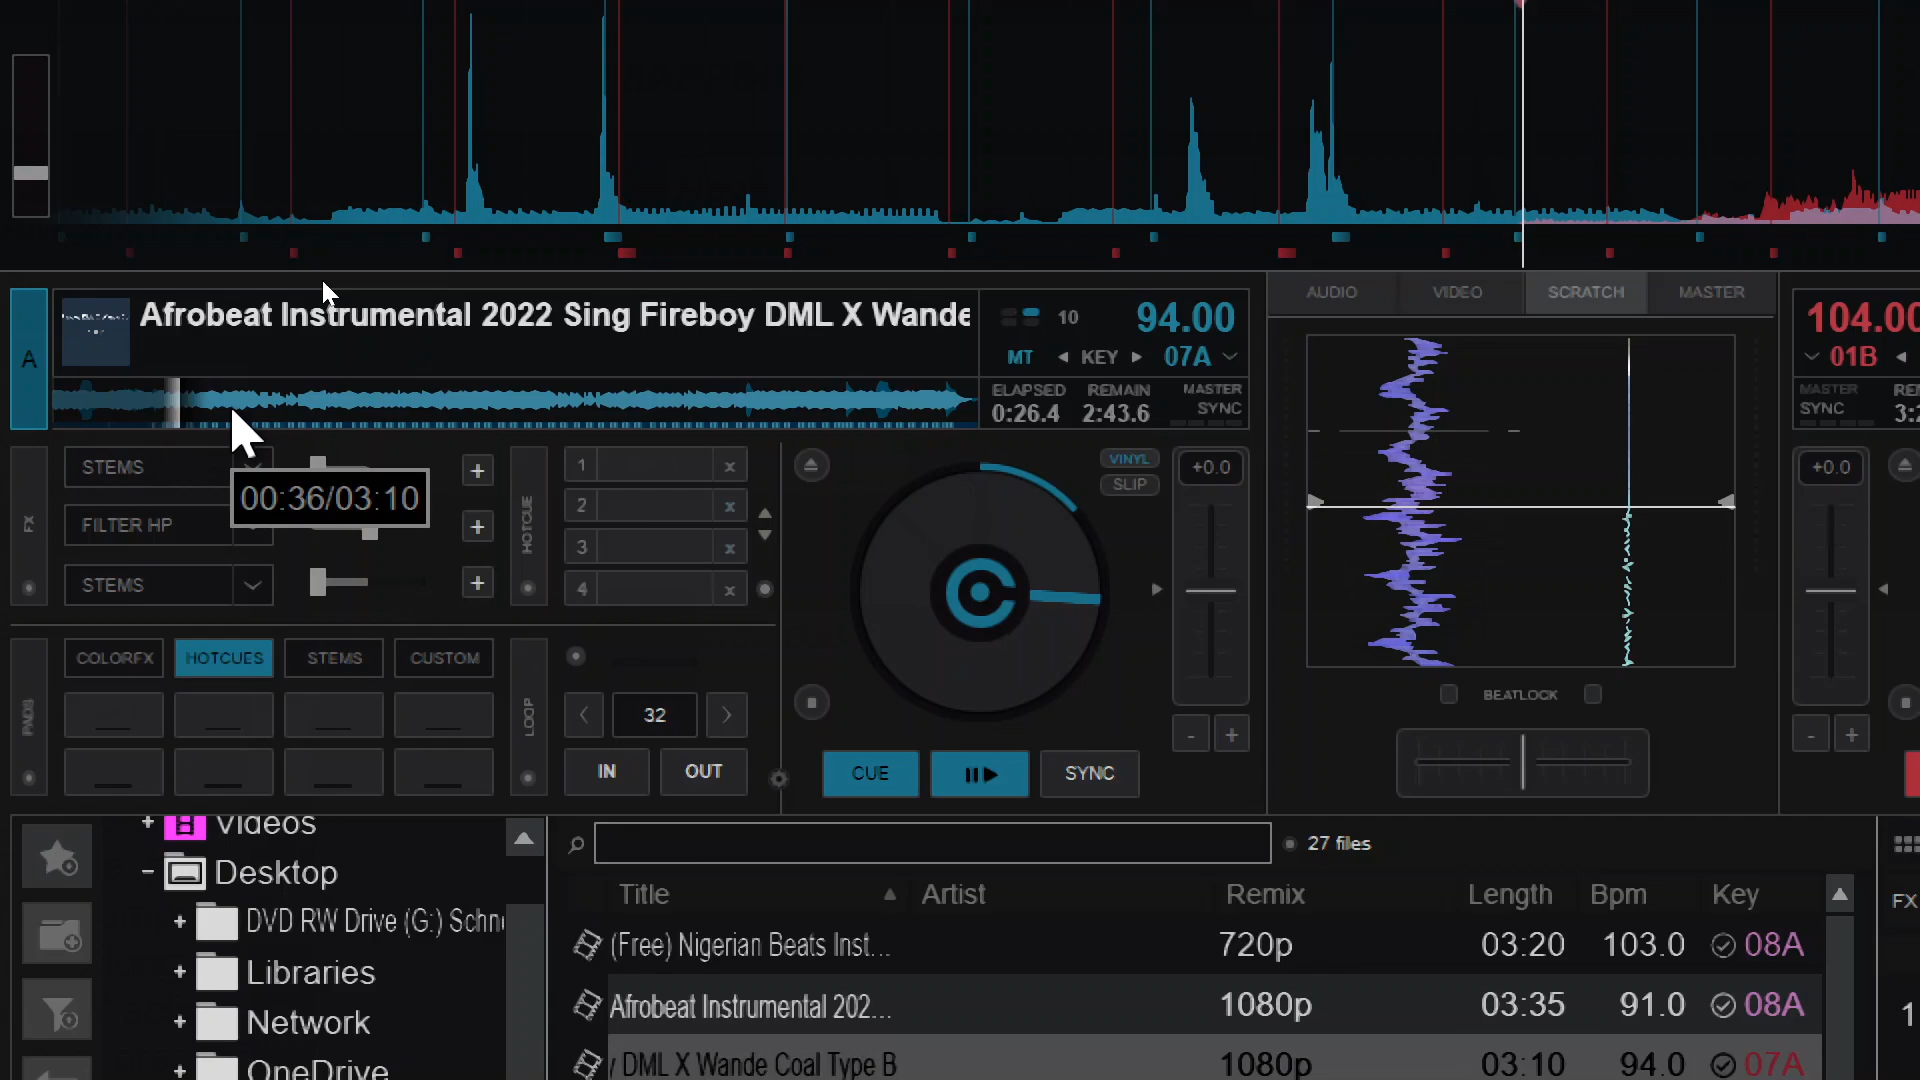 A
Afrobeat Instrumental 2022 Sing Fireboy DML X Wande
10
94.00
MT
KEY
07A
ELAPSED
REMAIN
MASTER
0:26.4
2:43.6
SYNC
AUDIO
VIDEO
SCRATCH
MASTER
104.00
01B
MASTER
SYNC
FX
STEMS
00:36/03:10
FILTER HP
STEMS
+
+
+
HOTCUE
1
x
2
x
3
x
4
x
VINYL
SLIP
+0.0
BEATLOCK
+0.0
PADS
COLORFX
HOTCUES
STEMS
CUSTOM
LOOP
32
IN
OUT
CUE
SYNC
-
+
-
+
Videos
Desktop
DVD RW Drive (G:) Schn
Libraries
Network
OneDrive
27 files
Title
Artist
Remix
Length
Bpm
Key
FX
(Free) Nigerian Beats Inst...
720p
03:20
103.0
08A
Afrobeat Instrumental 202...
1080p
03:35
91.0
08A
DML X Wande Coal Type B
1080p
03:10
94.0
07A